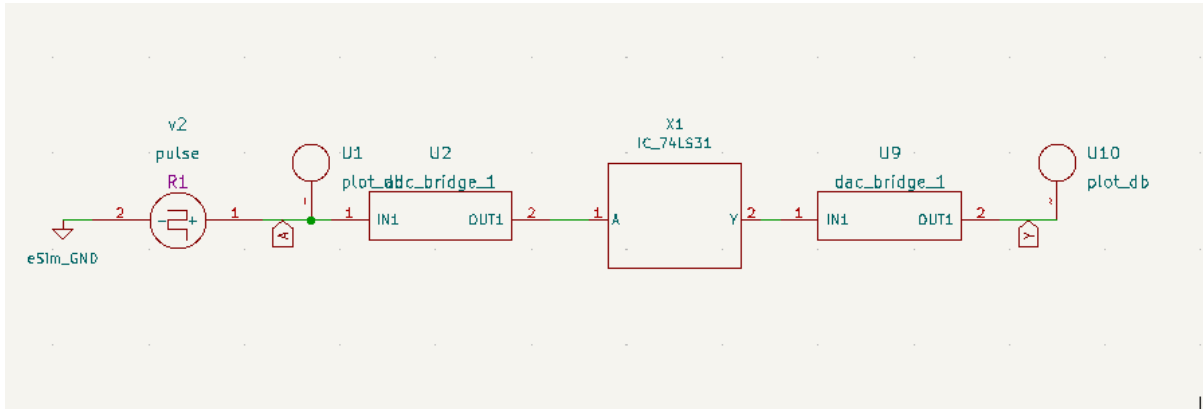 v2
pulse
R1
2
1
eSim_GND
A
U1
plot_db
1
U2
adc_bridge_1
IN1
OUT1
2
X1
IC_74LS31
1
A
Y
2
U9
dac_bridge_1
1
IN1
OUT1
2
Y
U10
plot_db